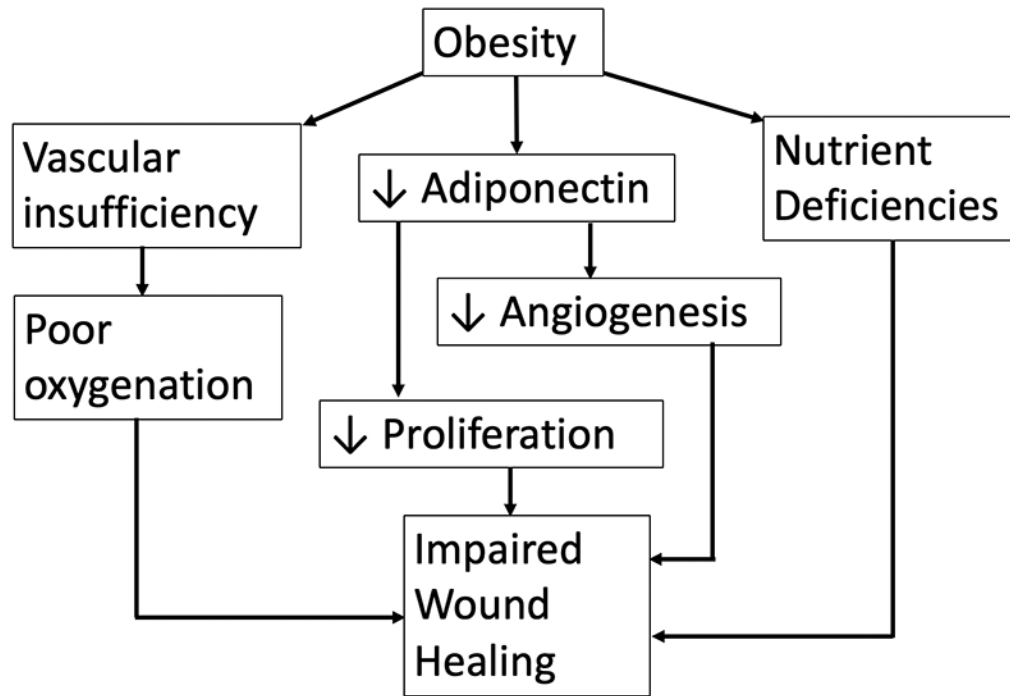 Obesity
Vascular
insufficiency
↓ Adiponectin
Nutrient
Deficiencies
Poor
oxygenation
↓ Angiogenesis
↓ Proliferation
Impaired
Wound
Healing